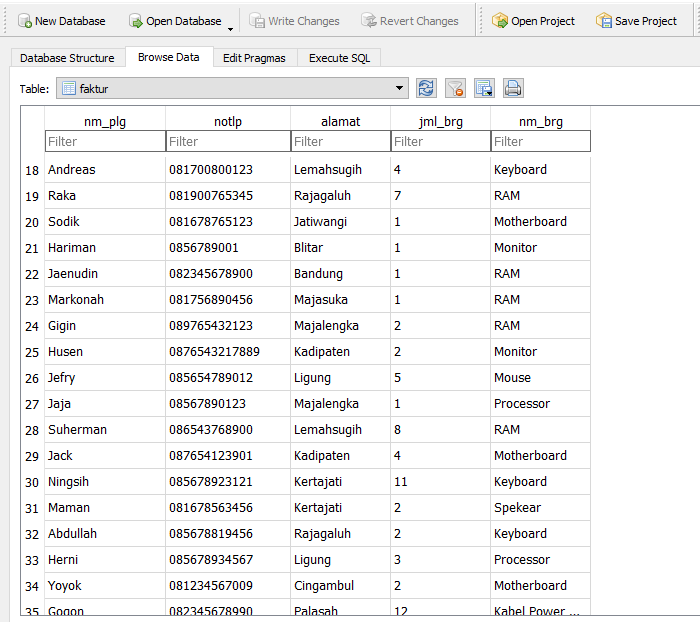 New Database Open Database Write Changes Revert Changes Open Project Save Project
Database Structure Browse Data Edit Pragmas Execute SQL
Table: faktur
nm_plg notlp alamat jml_brg nm_brg
Filter Filter Filter Filter Filter
18 Andreas 081700800123 Lemahsugih 4 Keyboard
19 Raka 081900765345 Rajagaluh 7 RAM
20 Sodik 081678765123 Jatiwangi 1 Motherboard
21 Hariman 0856789001 Blitar 1 Monitor
22 Jaenudin 082345678900 Bandung 1 RAM
23 Markonah 081756890456 Majasuka 1 RAM
24 Gigin 089765432123 Majalengka 2 RAM
25 Husen 0876543217889 Kadipaten 2 Monitor
26 Jefry 085654789012 Ligung 5 Mouse
27 Jaja 08567890123 Majalengka 1 Processor
28 Suherman 086543768900 Lemahsugih 8 RAM
29 Jack 087654123901 Kadipaten 4 Motherboard
30 Ningsih 085678923121 Kertajati 11 Keyboard
31 Maman 081678563456 Kertajati 2 Spekear
32 Abdullah 085678819456 Rajagaluh 2 Keyboard
33 Herni 085678934567 Ligung 3 Processor
34 Yoyok 081234567009 Cingambul 2 Motherboard
35 Gogon 082345678990 Palasah 12 Kabel Power ...